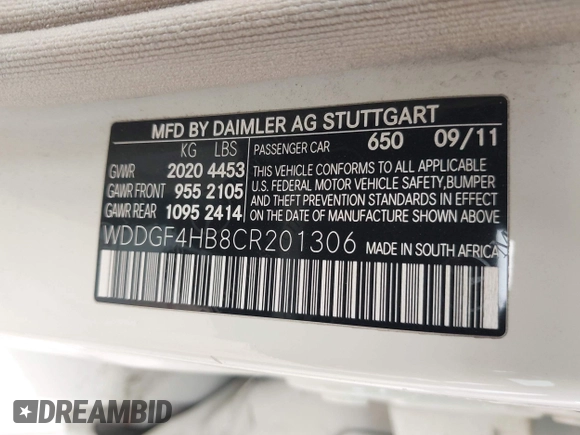 MFD BY DAIMLER AG STUTTGART
KG LBS PASSENGER CAR 650 09/11
GVWR 2020 4453
GAWR FRONT 955 2105
GAWR REAR 1095 2414
THIS VEHICLE CONFORMS TO ALL APPLICABLE
U.S. FEDERAL MOTOR VEHICLE SAFETY, BUMPER
AND THEFT PREVENTION STANDARDS IN EFFECT
ON THE DATE OF MANUFACTURE SHOWN ABOVE.
WDDGF4HB8CR201306 MADE IN SOUTH AFRICA
DREAMBID